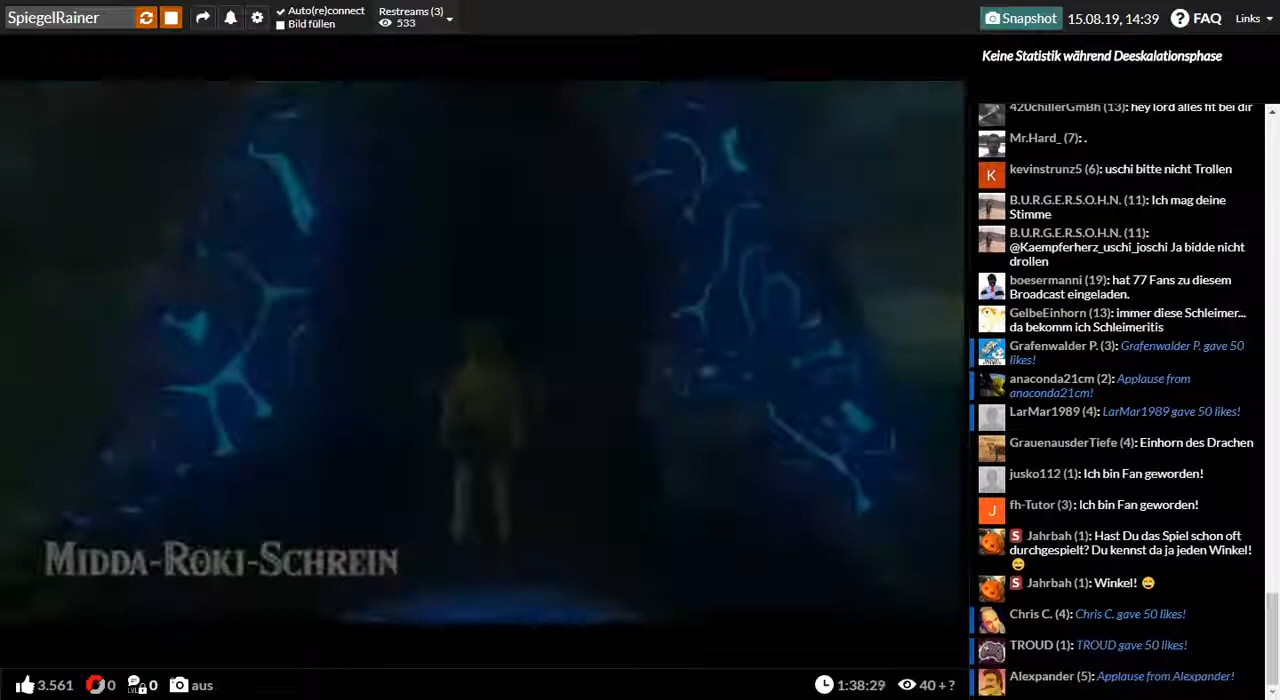 SpiegelRainer
Auto(re)connect
Bild füllen
Restreams (3)
533
Snapshot
15.08.19, 14:39
? FAQ
Links
Keine Statistik während Deeskalationsphase
420chillerGmBh (13): hey lord alles fit bei dir
Mr.Hard_ (7): .
K
kevinstrunz5 (6): uschi bitte nicht Trollen
B.U.R.G.E.R.S.O.H.N. (11): Ich mag deine
Stimme
B.U.R.G.E.R.S.O.H.N. (11):
@Kaempferherz_uschi_joschi Ja bidde nicht
drollen
boesermanni (19): hat 77 Fans zu diesem
Broadcast eingeladen.
GelbeEinhorn (13): immer diese Schleimer...
da bekomm ich Schleimeritis
Grafenwalder P. (3): Grafenwalder P. gave 50
likes!
anaconda21cm (2): Applause from
anaconda21cm!
LarMar1989 (4): LarMar1989 gave 50 likes!
GrauenausderTiefe (4): Einhorn des Drachen
jusko112 (1): Ich bin Fan geworden!
J
fh-Tutor (3): Ich bin Fan geworden!
S Jahrbah (1): Hast Du das Spiel schon oft
durchgespielt? Du kennst da ja jeden Winkel!
😄
S Jahrbah (1): Winkel! 😄
Chris C. (4): Chris C. gave 50 likes!
TROUD (1): TROUD gave 50 likes!
Alexpander (5): Applause from Alexpander!
Midda-Roki-Schrein
3.561
0
LVL
0
aus
1:38:29
40 + ?